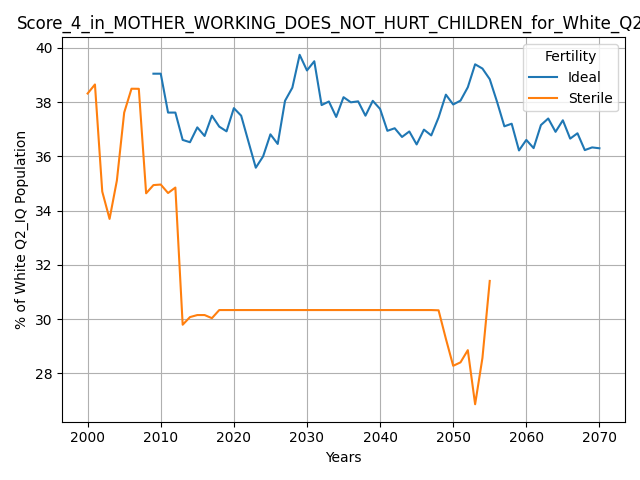 Score_4_in_MOTHER_WORKING_DOES_NOT_HURT_CHILDREN_for_White_Q2
Fertility
Ideal
Sterile
% of White Q2_IQ Population
40
38
36
34
32
30
28
2000 2010 2020 2030 2040 2050 2060 2070
Years